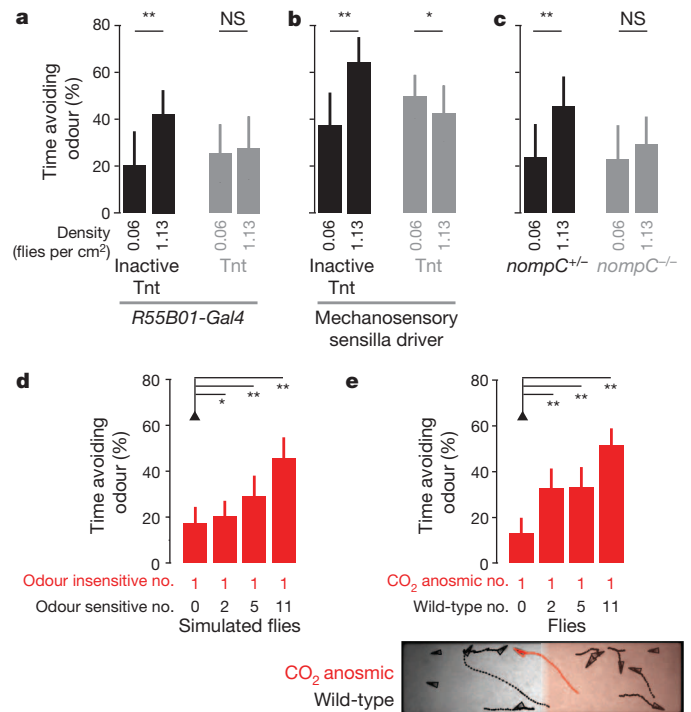 a
b
c
** NS
** *
** NS
Time avoiding
odour (%)
80
60
40
20
0
0.06 1.13 0.06 1.13
0.06 1.13 0.06 1.13
0.06 1.13 0.06 1.13
Density
(flies per cm²)
Inactive
Tnt
Tnt
R55B01-Gal4
Inactive
Tnt
Tnt
Mechanosensory
sensilla driver
nompC⁺/⁻ nompC⁻/⁻
d
Time avoiding
odour (%)
80
60
40
20
0
*
**
**
Odour insensitive no. 1 1 1 1
Odour sensitive no. 0 2 5 11
Simulated flies
e
Time avoiding
odour (%)
80
60
40
20
0
**
**
**
CO₂ anosmic no. 1 1 1 1
Wild-type no. 0 2 5 11
Flies
CO₂ anosmic
Wild-type